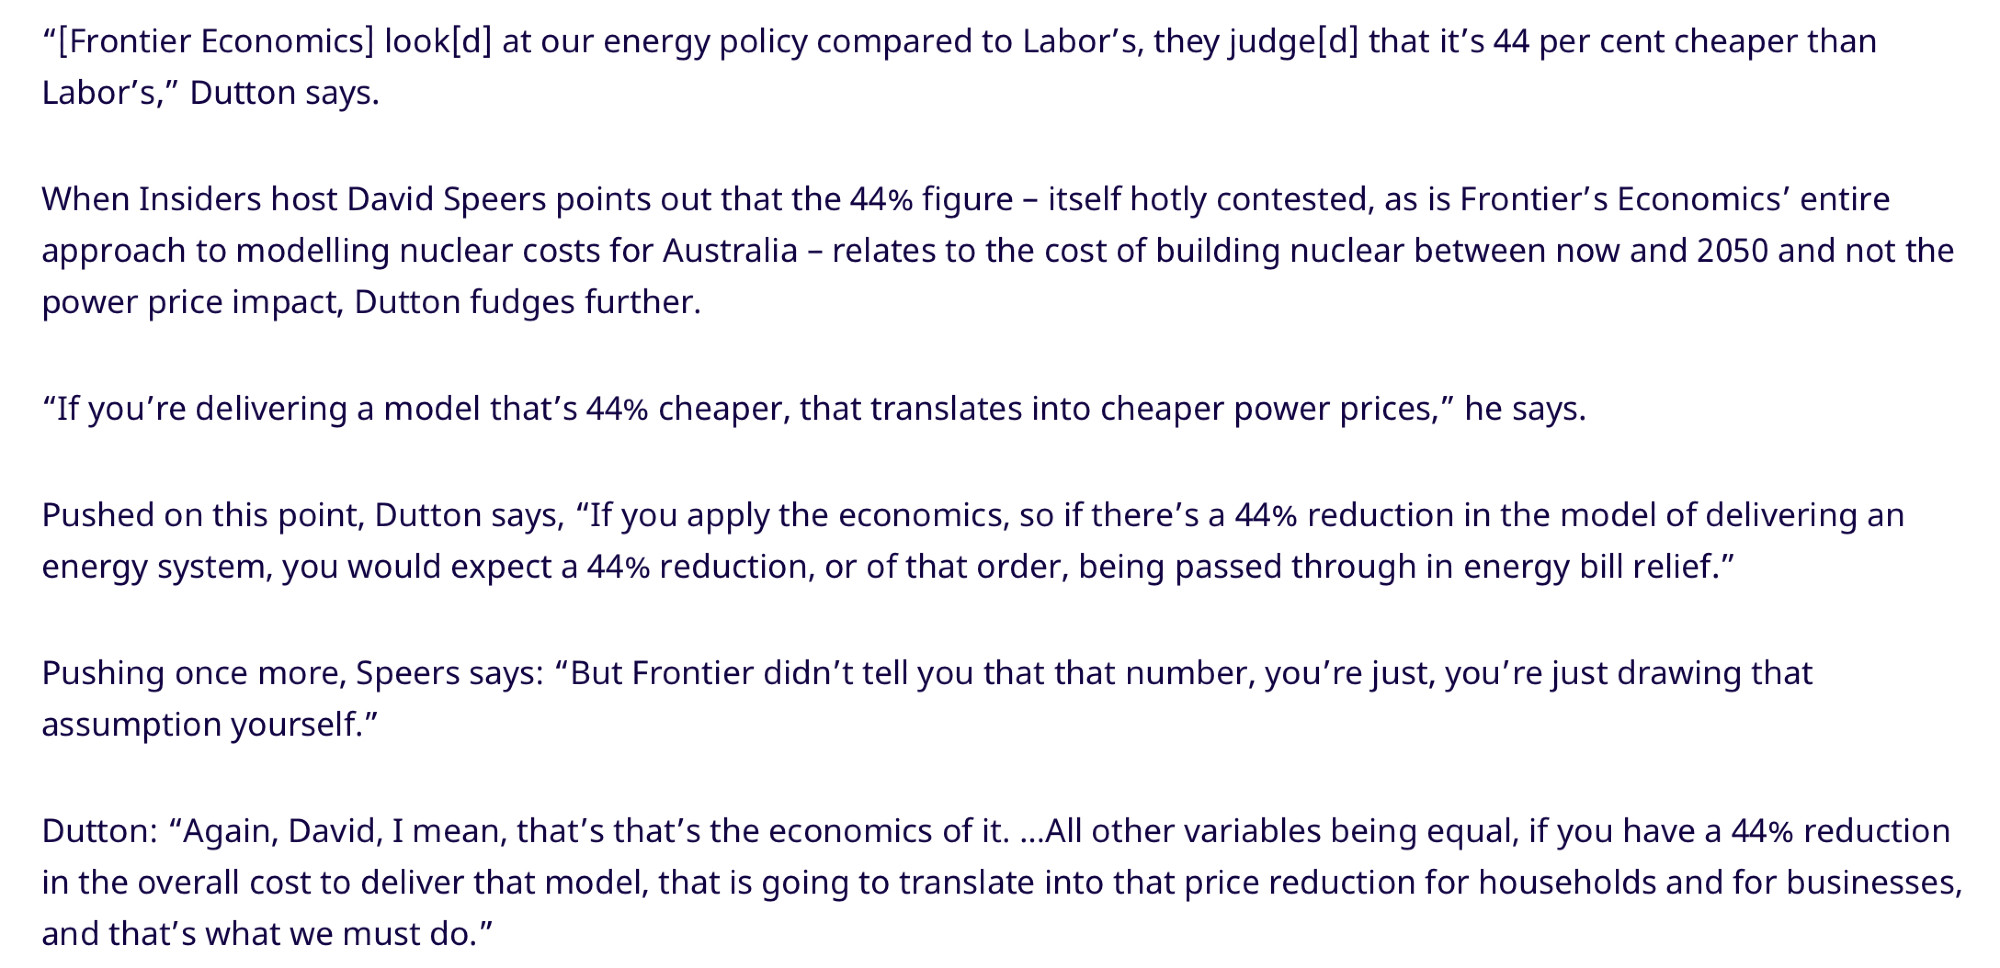 “[Frontier Economics] look[d] at our energy policy compared to Labor’s, they judge[d] that it’s 44 per cent cheaper than
Labor’s,” Dutton says.
When Insiders host David Speers points out that the 44% figure – itself hotly contested, as is Frontier’s Economics’ entire
approach to modelling nuclear costs for Australia – relates to the cost of building nuclear between now and 2050 and not the
power price impact, Dutton fudges further.
“If you’re delivering a model that’s 44% cheaper, that translates into cheaper power prices,” he says.
Pushed on this point, Dutton says, “If you apply the economics, so if there’s a 44% reduction in the model of delivering an
energy system, you would expect a 44% reduction, or of that order, being passed through in energy bill relief.”
Pushing once more, Speers says: “But Frontier didn’t tell you that that number, you’re just, you’re just drawing that
assumption yourself.”
Dutton: “Again, David, I mean, that’s that’s the economics of it. …All other variables being equal, if you have a 44% reduction
in the overall cost to deliver that model, that is going to translate into that price reduction for households and for businesses,
and that’s what we must do.”